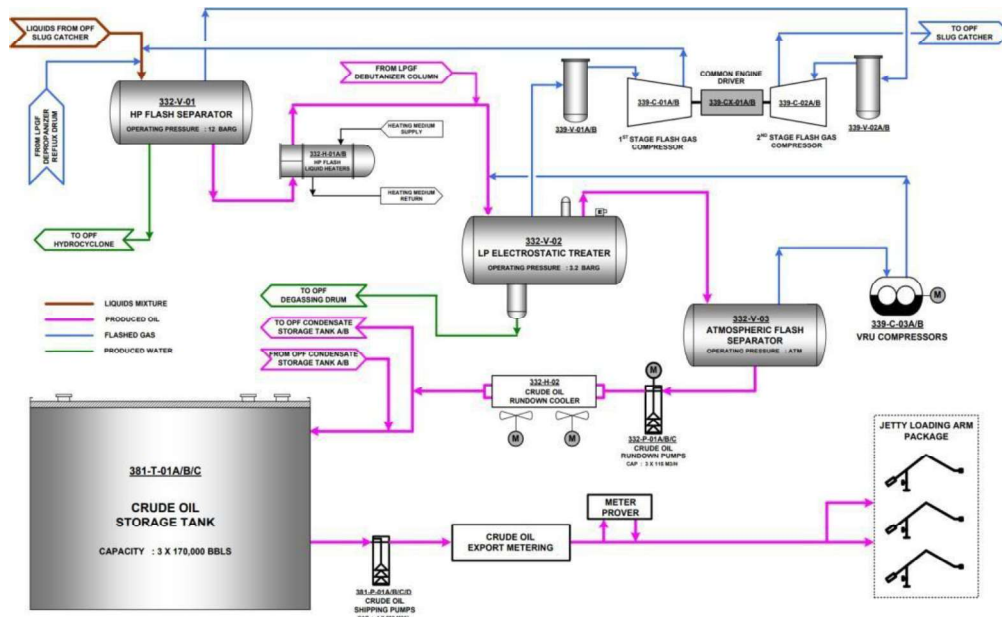 LIQUIDS FROM OPF
SLUG CATCHER
FROM LPGF
DEPROPANIZER
REFLUX DRUM
332-V-01
HP FLASH SEPARATOR
OPERATING PRESSURE : 12 BARG
TO OPF
HYDROCYCLONE
FROM LPGF
DEBUTANIZER COLUMN
HEATING MEDIUM
SUPPLY
332-H-01A/B
HP FLASH
LIQUID HEATERS
HEATING MEDIUM
RETURN
339-V-01A/B
339-C-01A/B
1ST STAGE FLASH GAS
COMPRESSOR
COMMON ENGINE
DRIVER
339-CX-01A/B
339-C-02A/B
2ND STAGE FLASH GAS
COMPRESSOR
339-V-02A/B
TO OPF
SLUG CATCHER
332-V-02
LP ELECTROSTATIC TREATER
OPERATING PRESSURE : 3.2 BARG
TO OPF
DEGASSING DRUM
332-V-03
ATMOSPHERIC FLASH
SEPARATOR
OPERATING PRESSURE : ATM
M
339-C-03A/B
VRU COMPRESSORS
LIQUIDS MIXTURE
PRODUCED OIL
FLASHED GAS
PRODUCED WATER
TO OPF CONDENSATE
STORAGE TANK A/B
FROM OPF CONDENSATE
STORAGE TANK A/B
332-H-02
CRUDE OIL
RUNDOWN COOLER
M
M
M
332-P-01A/B/C
CRUDE OIL
RUNDOWN PUMPS
CAP : 3 X 115 M3/H
381-T-01A/B/C
CRUDE OIL
STORAGE TANK
CAPACITY : 3 X 170,000 BBLS
381-P-01A/B/C/D
CRUDE OIL
SHIPPING PUMPS
CRUDE OIL
EXPORT METERING
METER
PROVER
JETTY LOADING ARM
PACKAGE